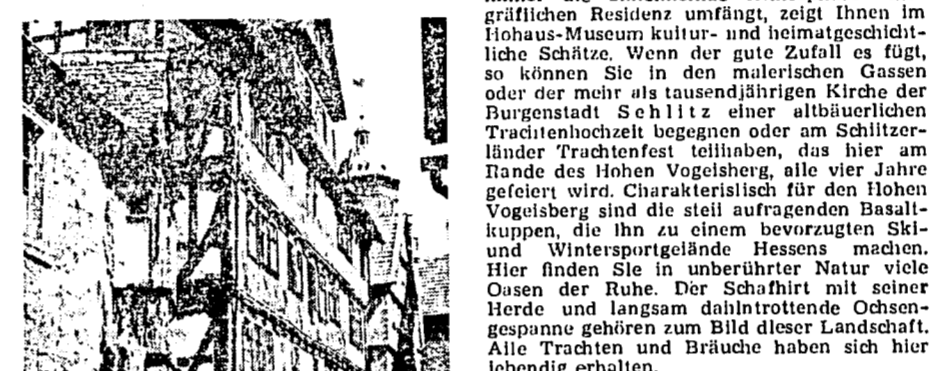 gräflichen Residenz umfängt, zeigt Ihnen im
Hohaus-Museum kultur- und heimatgeschicht-
liche Schätze. Wenn der gute Zufall es fügt,
so können Sie in den malerischen Gassen
oder der mehr als tausendjährigen Kirche der
Burgenstadt Schlitz einer altbäuerlichen
Trachtenhochzeit begegnen oder am Schlitzer-
länder Trachtenfest teilhaben, das hier am
Rande des Hohen Vogelsberg, alle vier Jahre
gefeiert wird. Charakteristisch für den Hohen
Vogelsberg sind die steil aufragenden Basalt-
kuppen, die ihn zu einem bevorzugten Ski-
und Wintersportgelände Hessens machen.
Hier finden Sie in unberührter Natur viele
Oasen der Ruhe. Der Schafhirt mit seiner
Herde und langsam dahintrottende Ochsen-
gespanne gehören zum Bild dieser Landschaft.
Alle Trachten und Bräuche haben sich hier
lebendig erhalten.